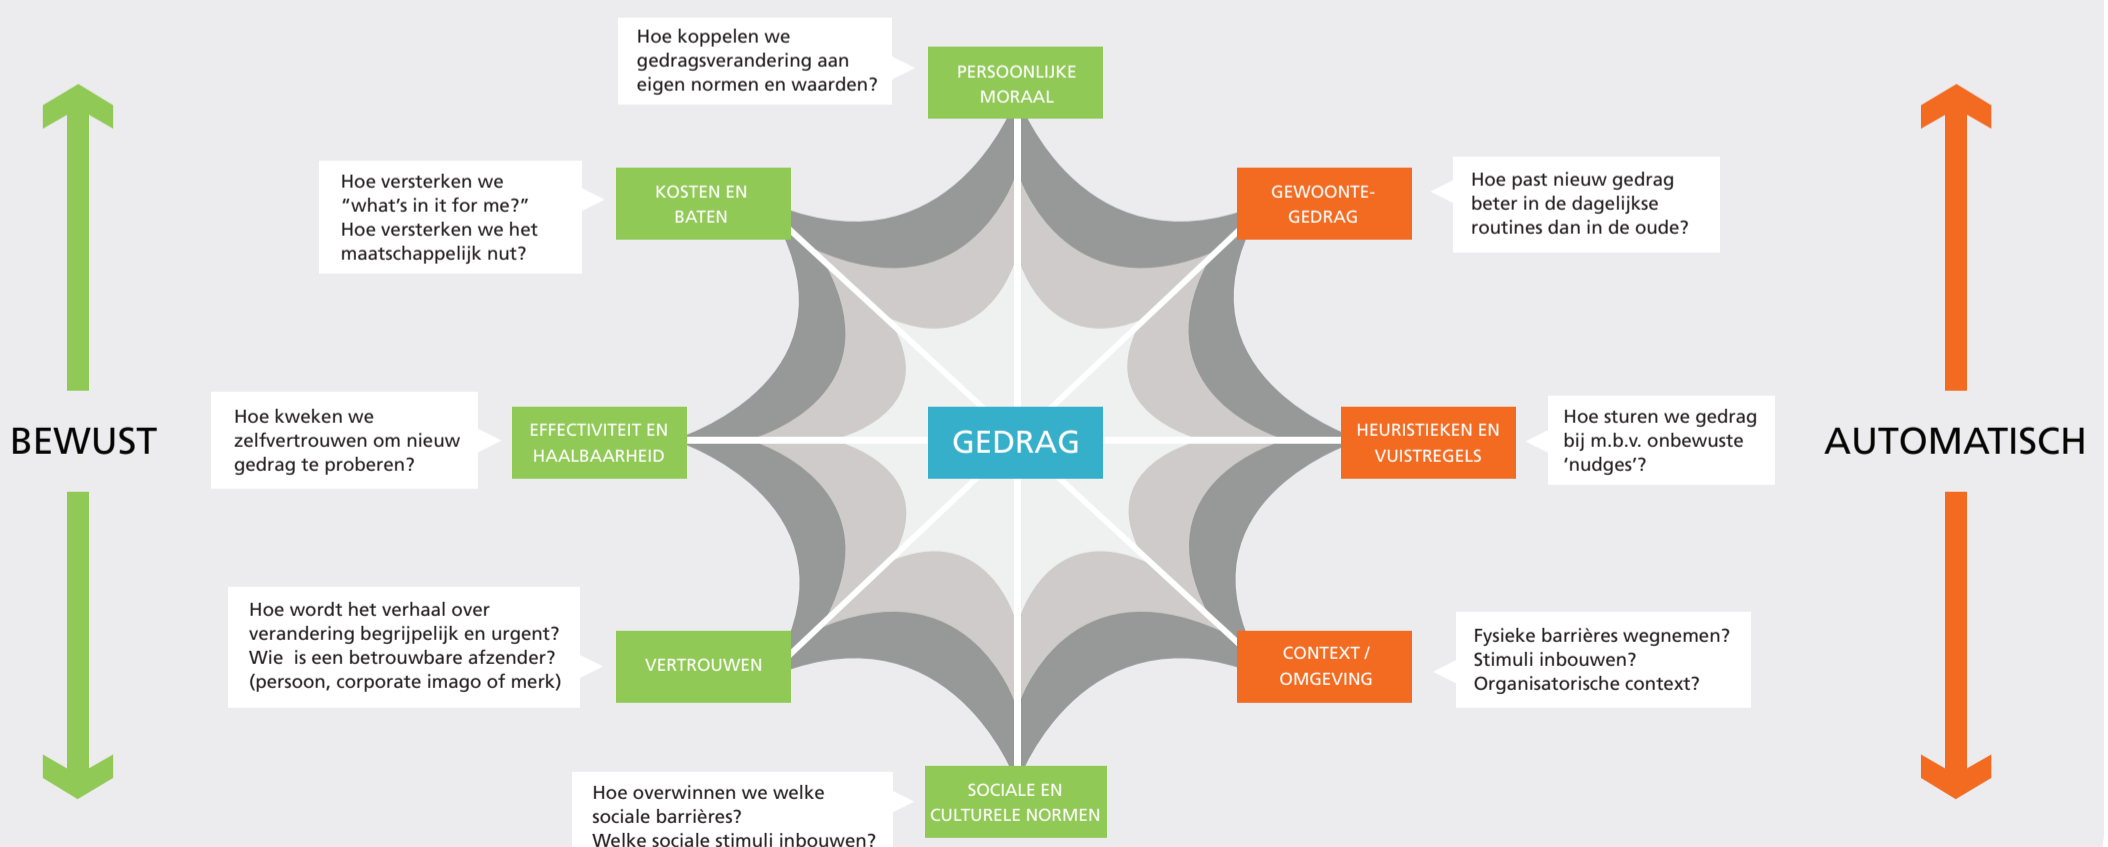 Hoe koppelen we
gedragsverandering aan
eigen normen en waarden?
PERSOONLIJKE
MORAAL
Hoe versterken we
“what’s in it for me?”
Hoe versterken we het
maatschappelijk nut?
KOSTEN EN
BATEN
GEWOONTE-
GEDRAG
Hoe past nieuw gedrag
beter in de dagelijkse
routines dan in de oude?
BEWUST
Hoe kweken we
zelfvertrouwen om nieuw
gedrag te proberen?
EFFECTIVITEIT EN
HAALBAARHEID
GEDRAG
HEURISTIEKEN EN
VUISTREGELS
Hoe sturen we gedrag
bij m.b.v. onbewuste
‘nudges’?
AUTOMATISCH
Hoe wordt het verhaal over
verandering begrijpelijk en urgent?
Wie is een betrouwbare afzender?
(persoon, corporate imago of merk)
VERTROUWEN
CONTEXT /
OMGEVING
Fysieke barrières wegnemen?
Stimuli inbouwen?
Organisatorische context?
Hoe overwinnen we welke
sociale barrières?
Welke sociale stimuli inbouwen?
SOCIALE EN
CULTURELE NORMEN